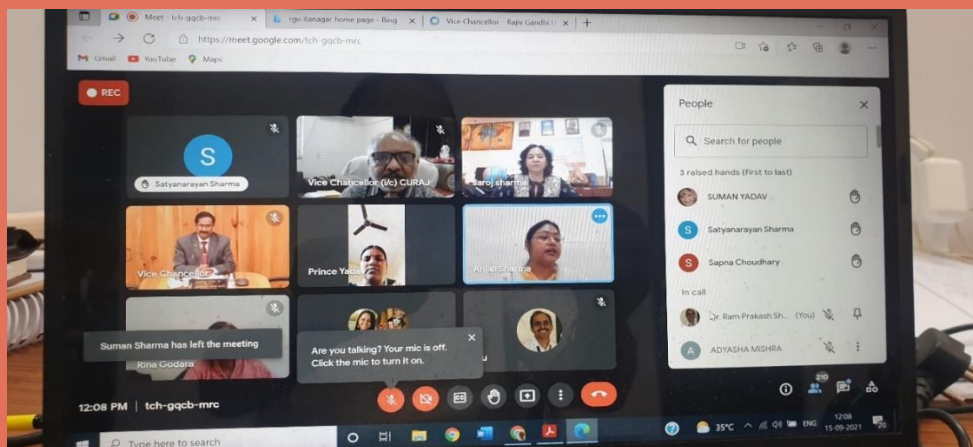 Meet - tch-gqcb-mrc
rgu itanagar home page - Bing
Vice Chancellor - Rajiv Gandhi U
https://meet.google.com/tch-gqcb-mrc
Gmail
YouTube
Maps
REC
S
Satyanarayan Sharma
Vice Chancellor (i/c) CURAJ
Saroj sharma
Vice Chancellor
Prince Yadav
Anjali Sharma
Suman Sharma has left the meeting
Rina Godara
Are you talking? Your mic is off.
Click the mic to turn it on.
People
Search for people
3 raised hands (first to last)
SUMAN YADAV
S Satyanarayan Sharma
S Sapna Choudhary
In call
Dr. Ram Prakash Sh... (You)
A ADYASHA MISHRA
12:08 PM | tch-gqcb-mrc
CC
210
Type here to search
35°C
ENG
12:08
15-09-2021
20